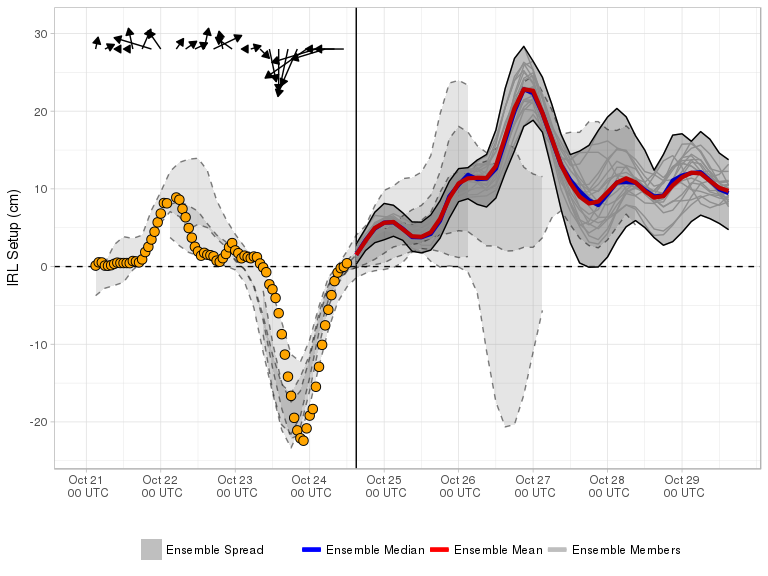 IRL Setup (cm)
30
20
10
0
-10
-20
Oct 21 Oct 22 Oct 23 Oct 24 Oct 25 Oct 26 Oct 27 Oct 28 Oct 29
00 UTC 00 UTC 00 UTC 00 UTC 00 UTC 00 UTC 00 UTC 00 UTC 00 UTC
Ensemble Spread Ensemble Median Ensemble Mean Ensemble Members